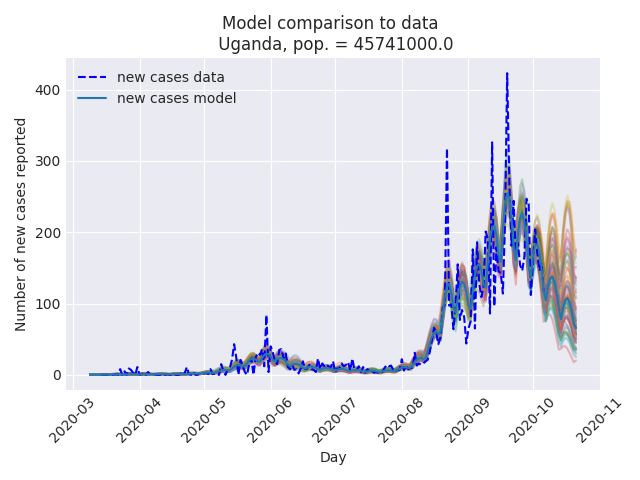 Model comparison to data
Uganda, pop. = 45741000.0
new cases data
new cases model
Number of new cases reported
400
300
200
100
0
2020-03
2020-04
2020-05
2020-06
2020-07
2020-08
2020-09
2020-10
2020-11
Day